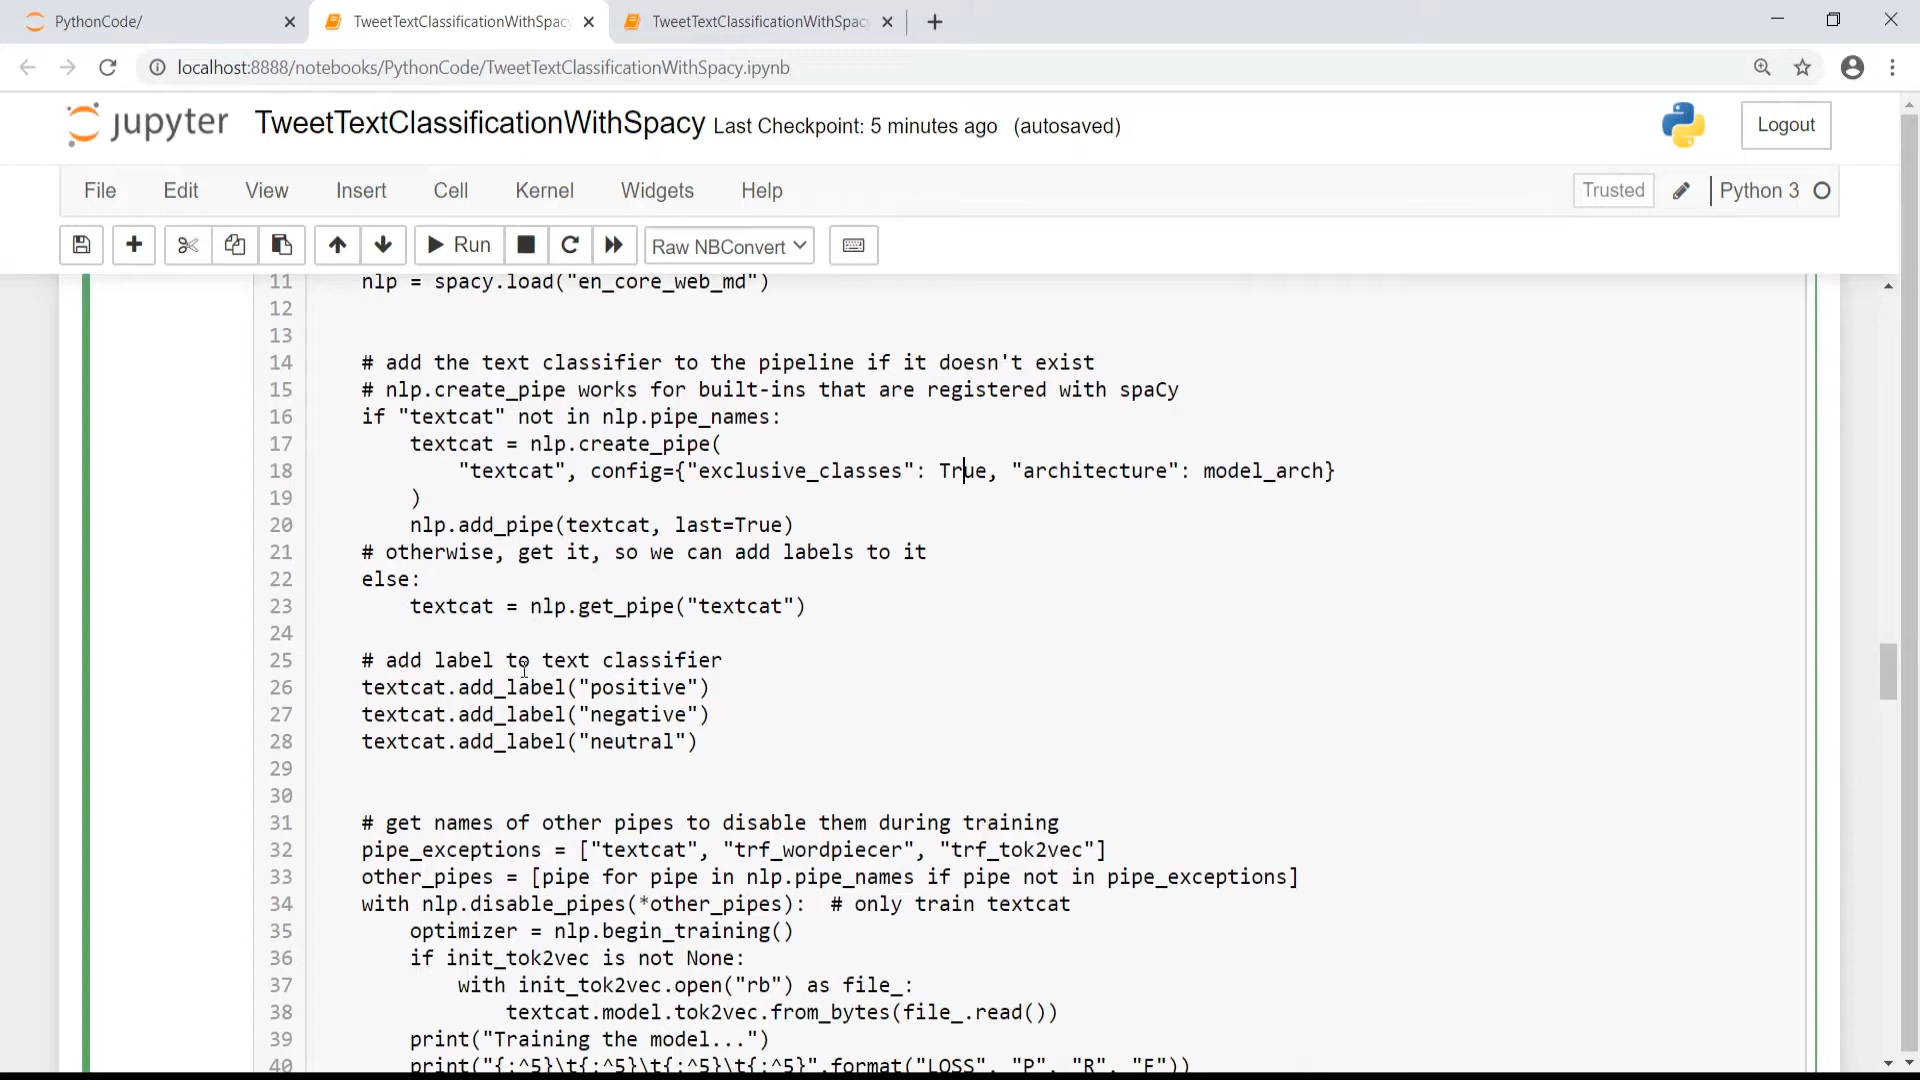 PythonCode/
TweetTextClassificationWithSpac
TweetTextClassificationWithSpac
localhost:8888/notebooks/PythonCode/TweetTextClassificationWithSpacy.ipynb
jupyter TweetTextClassificationWithSpacy Last Checkpoint: 5 minutes ago (autosaved)
Logout
File Edit View Insert Cell Kernel Widgets Help
Trusted Python 3
Run Raw NBConvert
11 nlp = spacy.load("en_core_web_md")
12
13
14 # add the text classifier to the pipeline if it doesn't exist
15 # nlp.create_pipe works for built-ins that are registered with spaCy
16 if "textcat" not in nlp.pipe_names:
17 textcat = nlp.create_pipe(
18 "textcat", config={"exclusive_classes": True, "architecture": model_arch}
19 )
20 nlp.add_pipe(textcat, last=True)
21 # otherwise, get it, so we can add labels to it
22 else:
23 textcat = nlp.get_pipe("textcat")
24
25 # add label to text classifier
26 textcat.add_label("positive")
27 textcat.add_label("negative")
28 textcat.add_label("neutral")
29
30
31 # get names of other pipes to disable them during training
32 pipe_exceptions = ["textcat", "trf_wordpiecer", "trf_tok2vec"]
33 other_pipes = [pipe for pipe in nlp.pipe_names if pipe not in pipe_exceptions]
34 with nlp.disable_pipes(*other_pipes): # only train textcat
35 optimizer = nlp.begin_training()
36 if init_tok2vec is not None:
37 with init_tok2vec.open("rb") as file_:
38 textcat.model.tok2vec.from_bytes(file_.read())
39 print("Training the model...")
40 print("{:^5}\t{:^5}\t{:^5}\t{:^5}".format("LOSS", "P", "R", "F"))